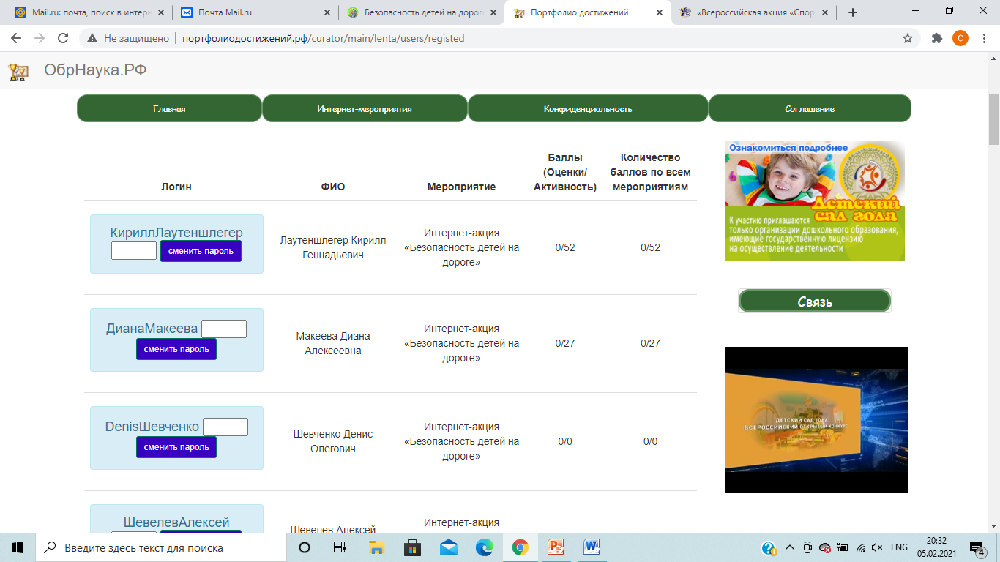 Mail.ru: почта, поиск в интерн
Почта Mail.ru
Безопасность детей на дорог
Портфолио достижений
«Всероссийская акция «Спор
Не защищено
портфолиодостижений.рф/curator/main/lenta/users/registed
С
ОбрНаука.РФ
Главная
Интернет-мероприятия
Конфиденциальность
Соглашение
Логин
ФИО
Мероприятие
Баллы
(Оценки/
Активность)
Количество
баллов по всем
мероприятиям
КириллЛаутеншлегер
сменить пароль
Лаутеншлегер Кирилл
Геннадьевич
Интернет-акция
«Безопасность детей на
дороге»
0/52
0/52
ДианаМакеева
сменить пароль
Макеева Диана
Алексеевна
Интернет-акция
«Безопасность детей на
дороге»
0/27
0/27
DenisШевченко
сменить пароль
Шевченко Денис
Олегович
Интернет-акция
«Безопасность детей на
дороге»
0/0
0/0
ШевелевАлексей
Шевелев Алексей
Интернет-акция
Ознакомиться подробнее
Детский
сад года
К участию приглашаются
только организации дошкольного образования,
имеющие государственную лицензию
на осуществление деятельности
Связь
ДЕТСКИЙ САД ГОДА
ВСЕРОССИЙСКИЙ ОТКРЫТЫЙ КОНКУРС
Введите здесь текст для поиска
ENG
20:32
05.02.2021
4